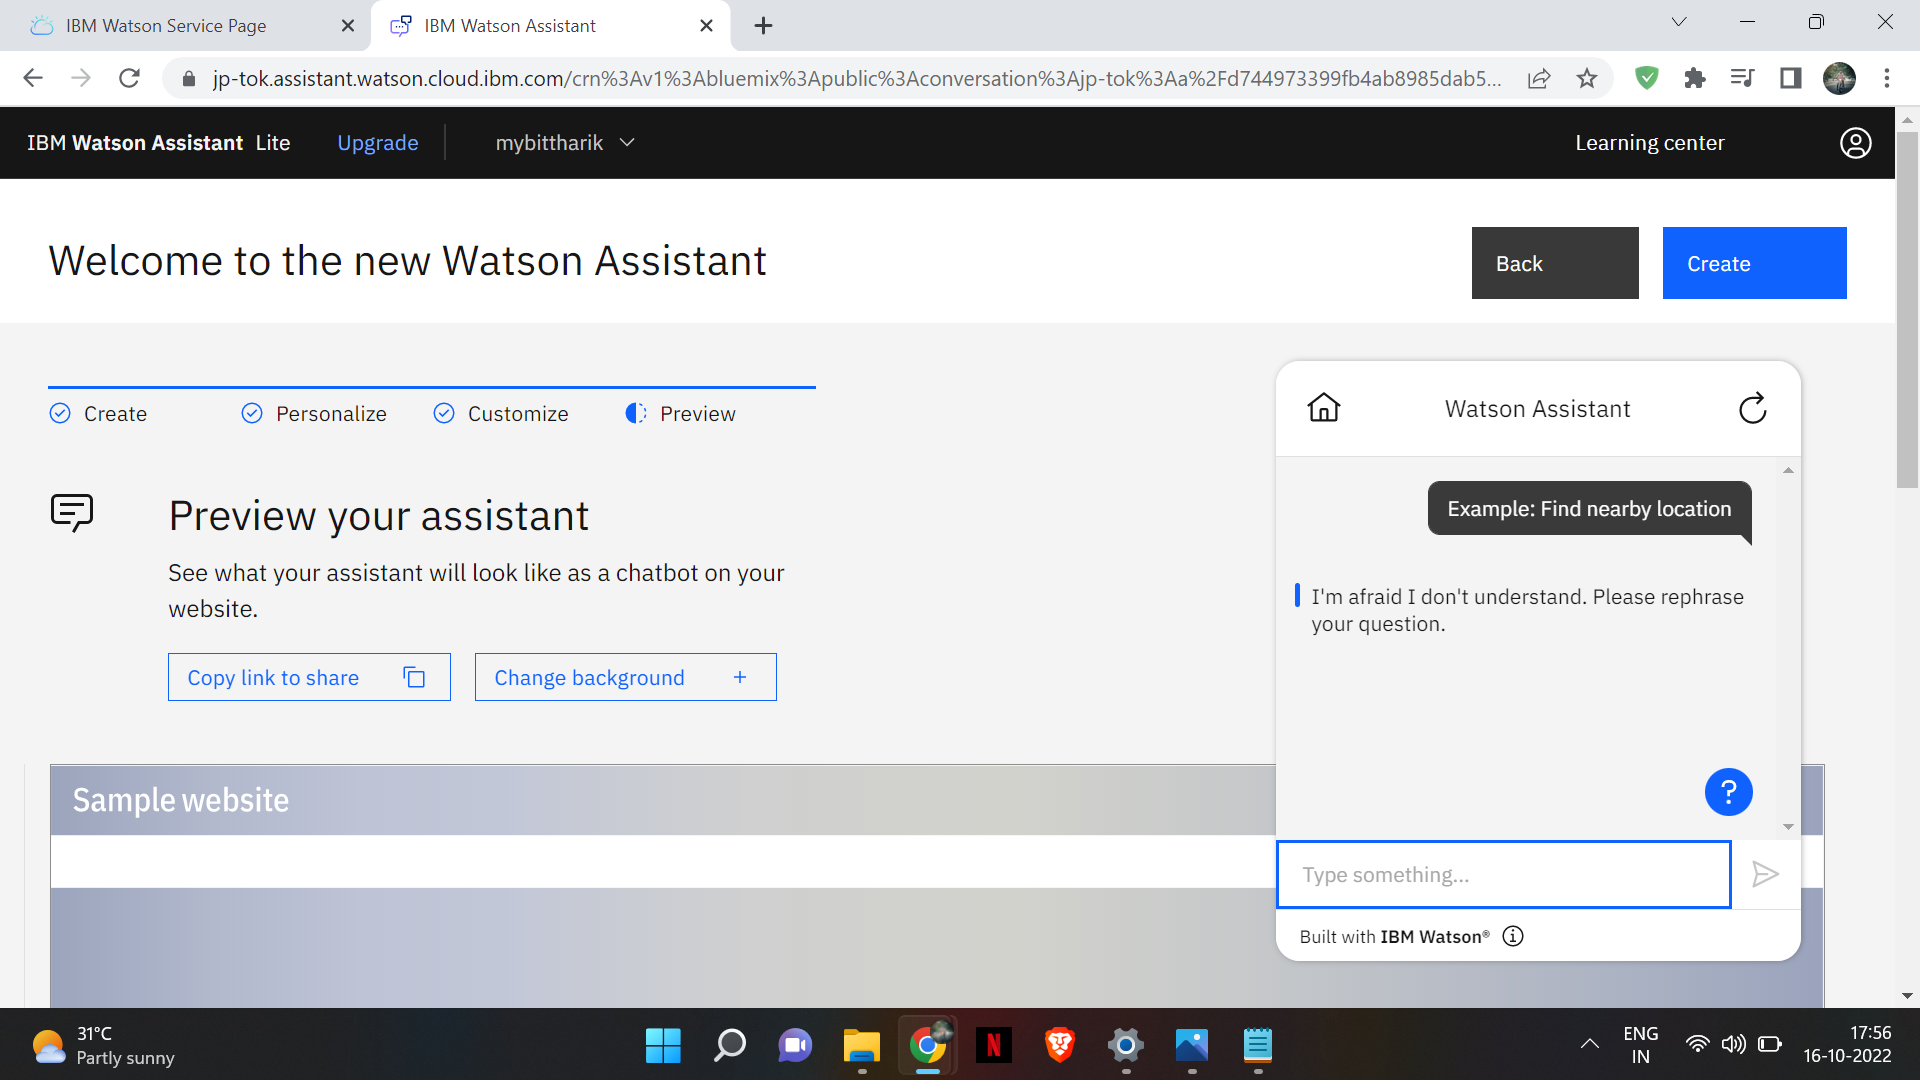 IBM Watson Service Page
IBM Watson Assistant
jp-tok.assistant.watson.cloud.ibm.com/crn%3Av1%3Abluemix%3Apublic%3Aconversation%3Ajp-tok%3Aa%2Fd744973399fb4ab8985dab5...
IBM Watson Assistant Lite
Upgrade
mybittharik
Learning center
Welcome to the new Watson Assistant
Back
Create
Create
Personalize
Customize
Preview
Preview your assistant
See what your assistant will look like as a chatbot on your
website.
Copy link to share
Change background +
Sample website
Watson Assistant
Example: Find nearby location
I'm afraid I don't understand. Please rephrase
your question.
?
Type something...
Built with IBM Watson®
31°C
Partly sunny
N
ENG
IN
17:56
16-10-2022